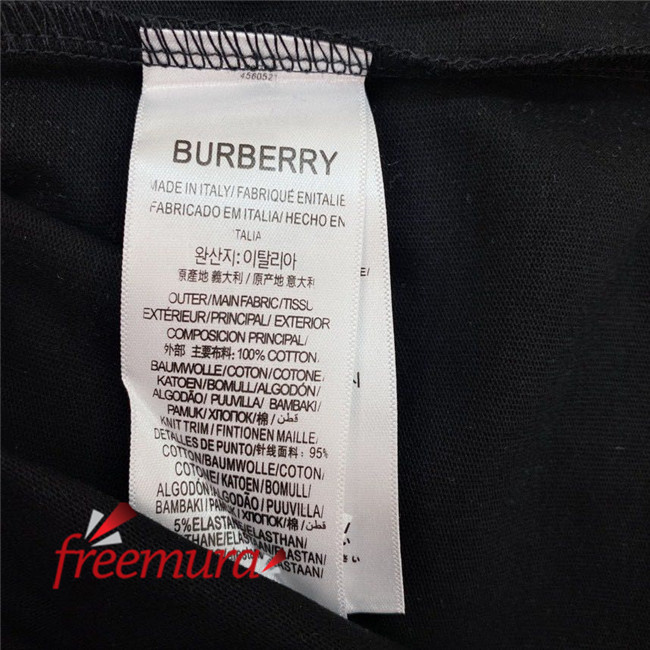 4560521
BURBERRY
MADE IN ITALY/ FABRIQUÉ ENITALIE
FABRICADO EM ITALIA/ HECHO EN
ITALIA
완산지: 이탈리아
原產地 義大利 / 原产地 意大利
OUTER/MAIN FABRIC/TISSU
EXTÉRIEUR/PRINCIPAL/ EXTERIOR
COMPOSICION PRINCIPAL/
外部 主要布料: 100% COTTON/
BAUMWOLLE/COTON/COTONE/
KATOEN/BOMULL/ALGODÓN/
ALGODÃO/ PUUVILLA/ BAMBAKI/
PAMUK/ ХЛОПОК/ 棉/ قطن/
KNIT TRIM / FINTIONEN MAILLE/
DETALLES DE PUNTO/针线面料: 95%
COTTON/BAUMWOLLE/COTON/
COTONE/ KATOEN/BOMULL/
ALGODÓN/ALGODÃO/ PUUVILLA/
BAMBAKI/ PAMUK/ ХЛОПОК/棉/ قطن/
5% ELASTANE/ELASTHAN/
THANE/ELASTAN/
freemura